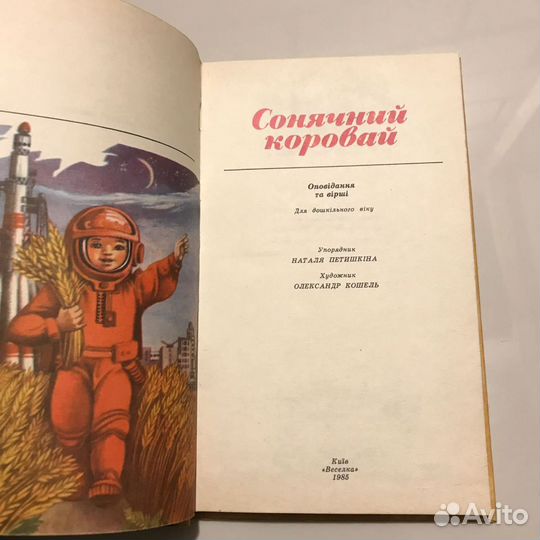 Сонячний
коровай
Оповідання
та вірші
Для дошкільного віку
Упорядник
НАТАЛЯ ПЕТИШКІНА
Художник
ОЛЕКСАНДР КОШЕЛЬ
Київ
«Веселка»
1985
Avito